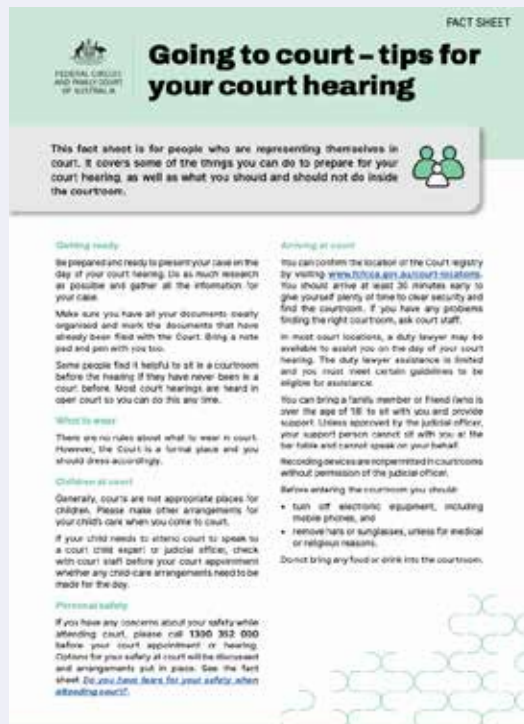 FACT SHEET
FEDERAL CIRCUIT
AND FAMILY COURT
OF AUSTRALIA
Going to court – tips for
your court hearing
This fact sheet is for people who are representing themselves in
court. It covers some of the things you can do to prepare for your
court hearing, as well as what you should and should not do inside
the courtroom.
Getting ready
Be prepared and ready to present your case on the
day of your court hearing. Do as much research
as possible and gather all the information for
your case.
Make sure you have all your documents clearly
organised and mark the documents that have
already been filed with the Court. Bring a note
pad and pen with you too.
Some people find it helpful to sit in a courtroom
before the hearing if they have never been in a
court before. Most court hearings are heard in
open court so you can do this any time.
What to wear
There are no rules about what to wear in court.
However, the Court is a formal place and you
should dress accordingly.
Children at court
Generally, courts are not appropriate places for
children. Please make other arrangements for
your child's care when you come to court.
If your child needs to attend court to speak to
a court child expert or judicial officer, check
with court staff before your court appointment
whether any child-care arrangements need to be
made for the day.
Personal safety
If you have any concerns about your safety while
attending court, please call 1300 352 000
before your court appointment or hearing.
Options for your safety at court will be discussed
and arrangements put in place. See the fact
sheet Do you have fears for your safety when
attending court?.
Arriving at court
You can confirm the location of the Court registry
by visiting www.fcfcoa.gov.au/court-locations.
You should arrive at least 30 minutes early to
give yourself plenty of time to clear security and
find the courtroom. If you have any problems
finding the right courtroom, ask court staff.
In most court locations, a duty lawyer may be
available to assist you on the day of your court
hearing. The duty lawyer assistance is limited
and you must meet certain guidelines to be
eligible for assistance.
You can bring a family member or friend (who is
over the age of 18) to sit with you and provide
support. Unless approved by the judicial officer,
your support person cannot sit with you at the
bar table and cannot speak on your behalf.
Recording devices are not permitted in courtrooms
without permission of the judicial officer.
Before entering the courtroom you should:
• turn off electronic equipment, including
mobile phones, and
• remove hats or sunglasses, unless for medical
or religious reasons.
Do not bring any food or drink into the courtroom.